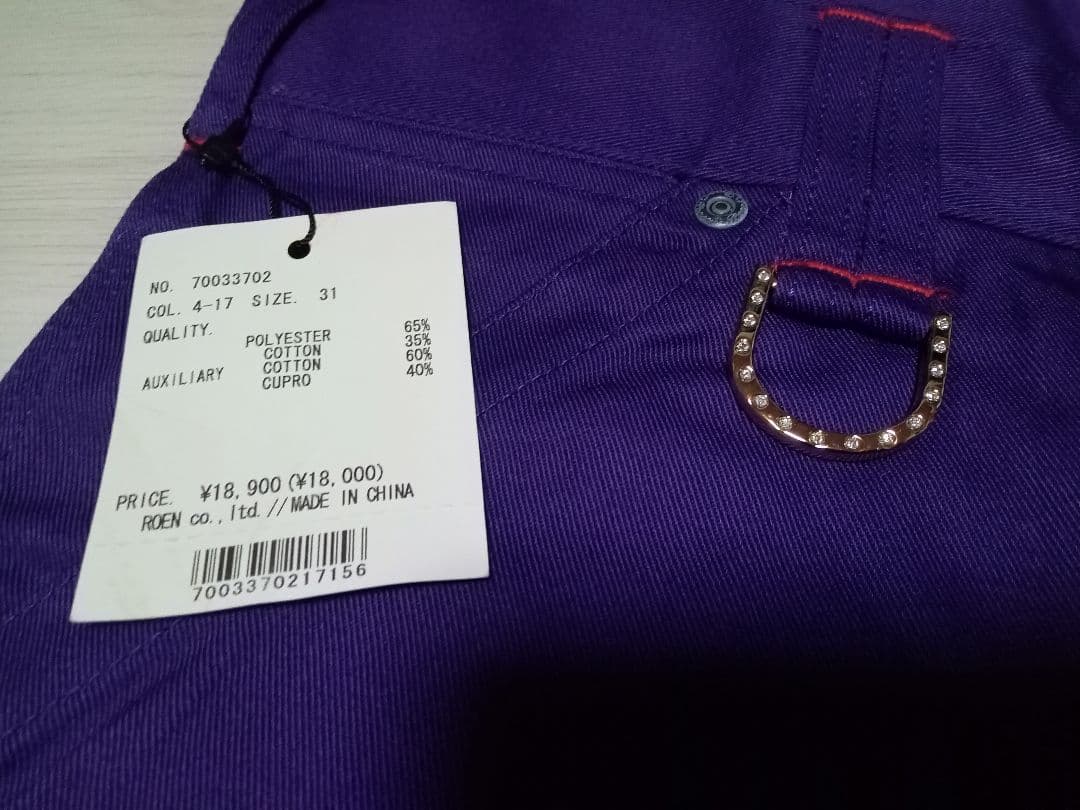 NO. 70033702
COL. 4-17 SIZE. 31
QUALITY.
POLYESTER 65%
COTTON 35%
AUXILIARY COTTON 60%
CUPRO 40%
PRICE. ¥18,900(¥18,000)
ROEN co.,ltd.//MADE IN CHINA
7003370217156